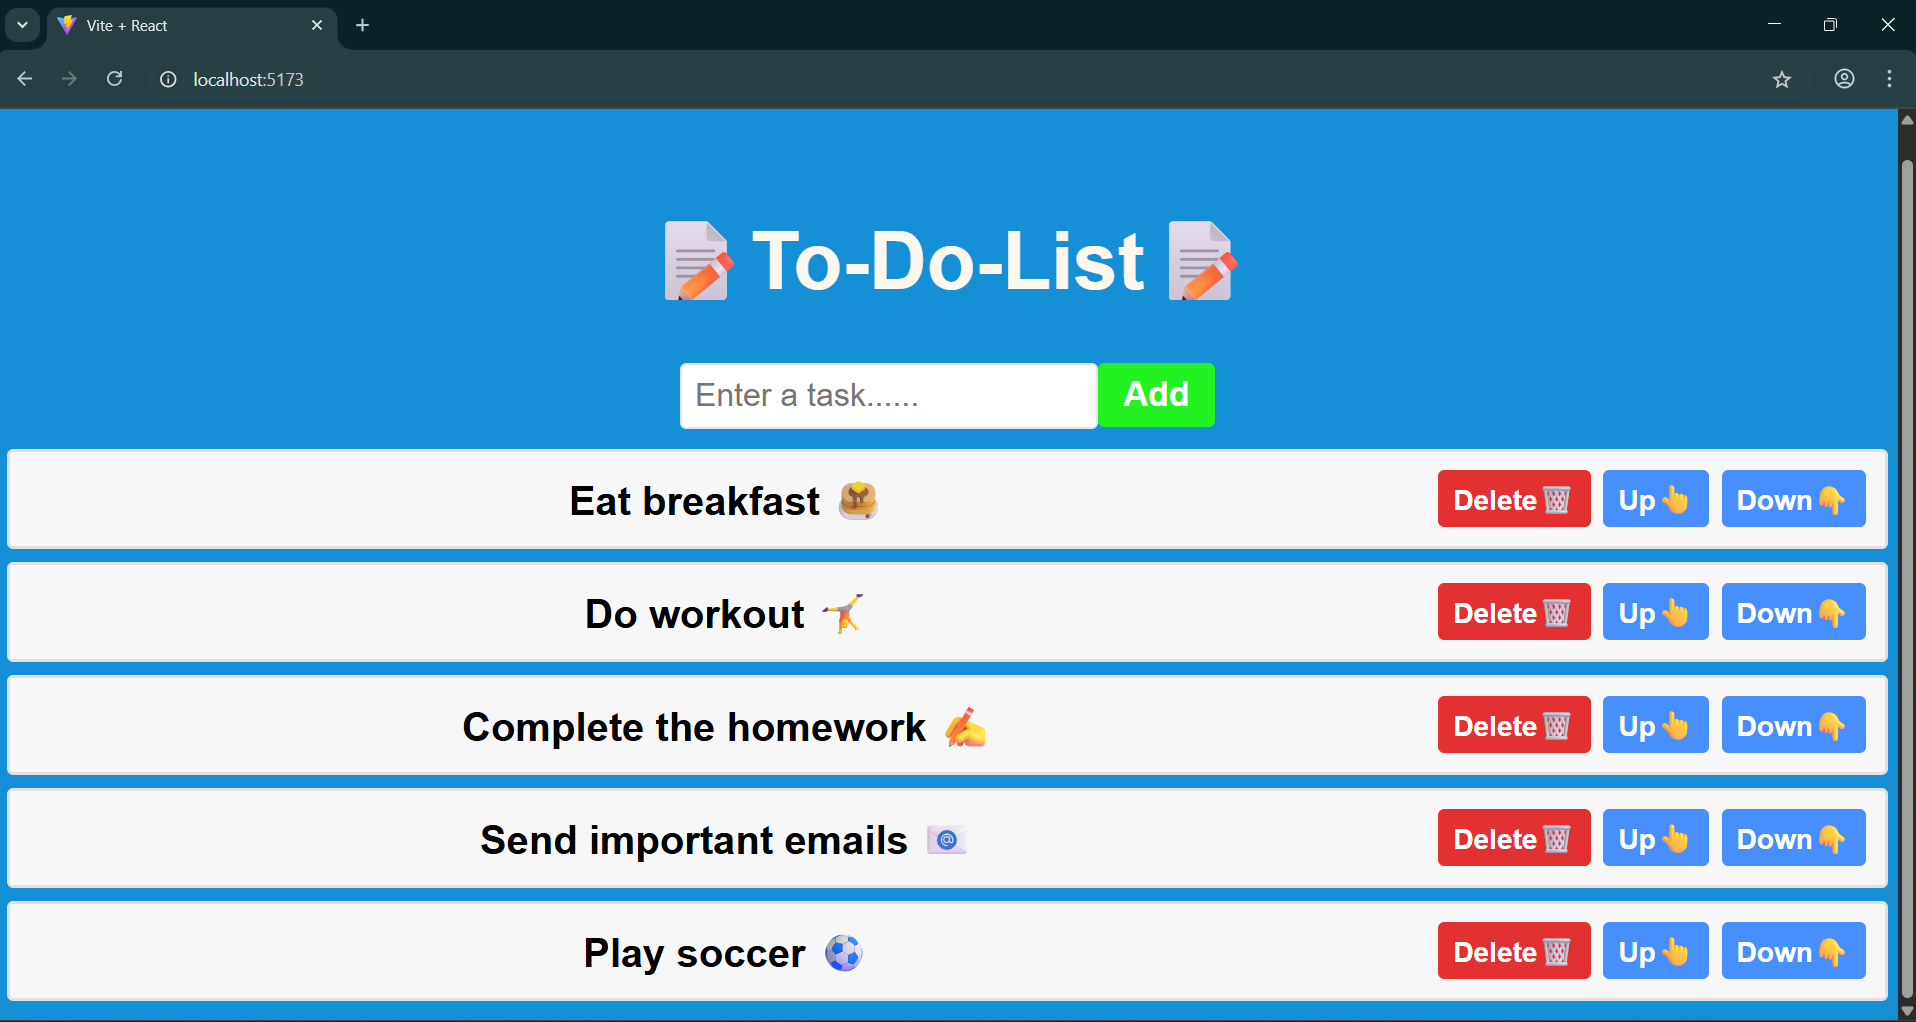 Vite + React
localhost:5173
To-Do-List
Enter a task...... Add
Eat breakfast Delete Up Down
Do workout Delete Up Down
Complete the homework Delete Up Down
Send important emails Delete Up Down
Play soccer Delete Up Down